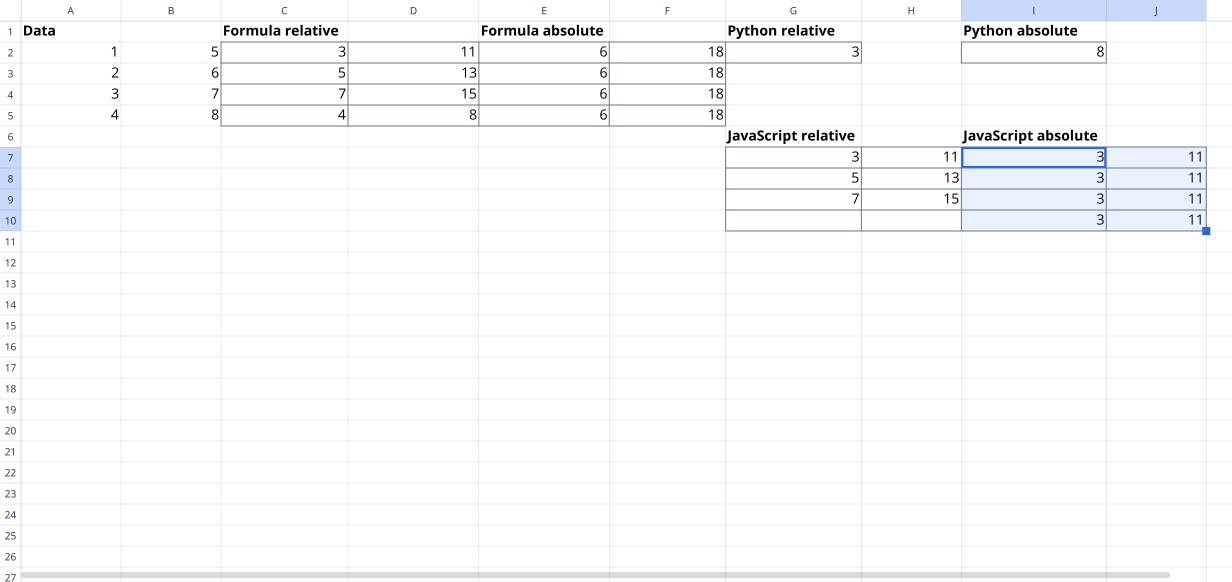 A B C D E F G H I J
1 Data Formula relative Formula absolute Python relative Python absolute
2 1 5 3 11 6 18 3 8
3 2 6 5 13 6 18
4 3 7 7 15 6 18
5 4 8 4 8 6 18
6 JavaScript relative JavaScript absolute
7 3 11 3 11
8 5 13 3 11
9 7 15 3 11
10 3 11
11
12
13
14
15
16
17
18
19
20
21
22
23
24
25
26
27